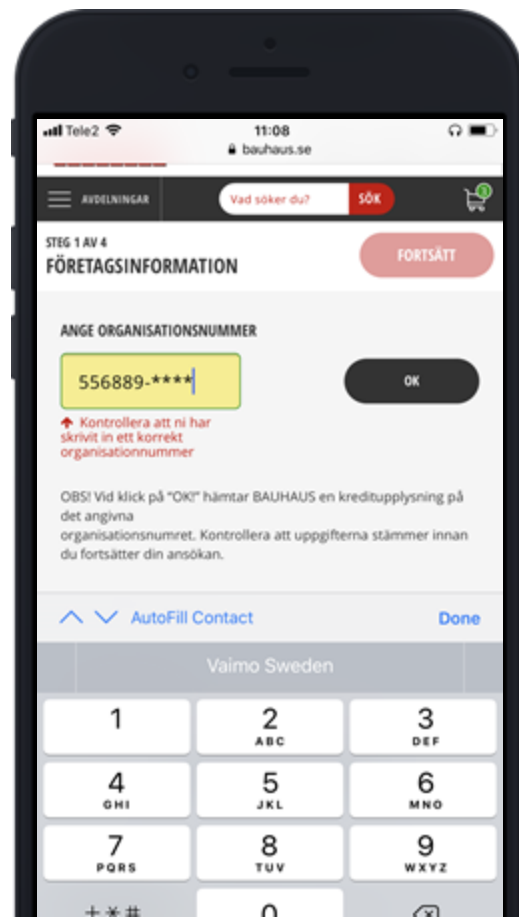 Tele2 11:08
bauhaus.se
AVDELNINGAR Vad söker du? SÖK 3
STEG 1 AV 4
FÖRETAGSINFORMATION FORTSÄTT
ANGE ORGANISATIONSNUMMER
556889-**** OK
Kontrollera att ni har
skrivit in ett korrekt
organisationnummer
OBS! Vid klick på "OK!" hämtar BAUHAUS en kreditupplysning på
det angivna
organisationsnumret. Kontrollera att uppgifterna stämmer innan
du fortsätter din ansökan.
AutoFill Contact Done
Vaimo Sweden
1 2 3
ABC DEF
4 5 6
GHI JKL MNO
7 8 9
PQRS TUV WXYZ
+*# 0